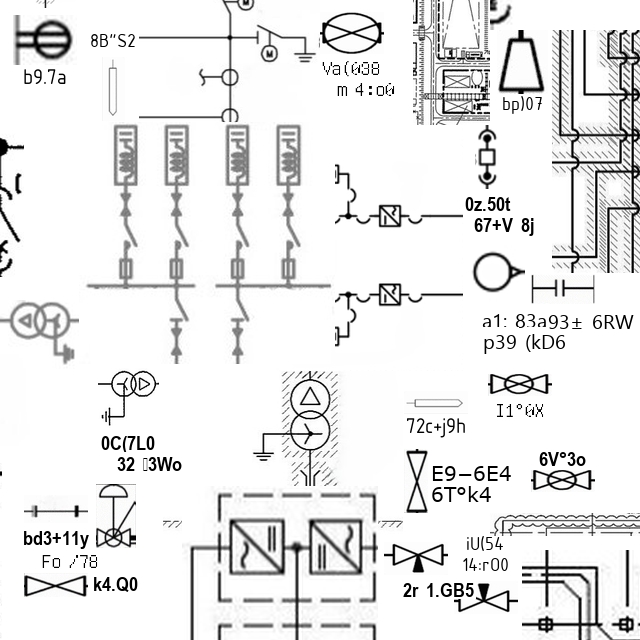 8B"S2
b9.7a
Va(038
m 4:o0
bp)07
0z.50t
67+V 8j
a1: 83a93± 6RW
p39 (kD6
72c+j9h
I1°0X
0C(7L0
32 3Wo
E9-6E4
6T°k4
6V°3o
bd3+11y
Fo /'78
k4.Q0
iU(54
14:r00
2r 1.GB5